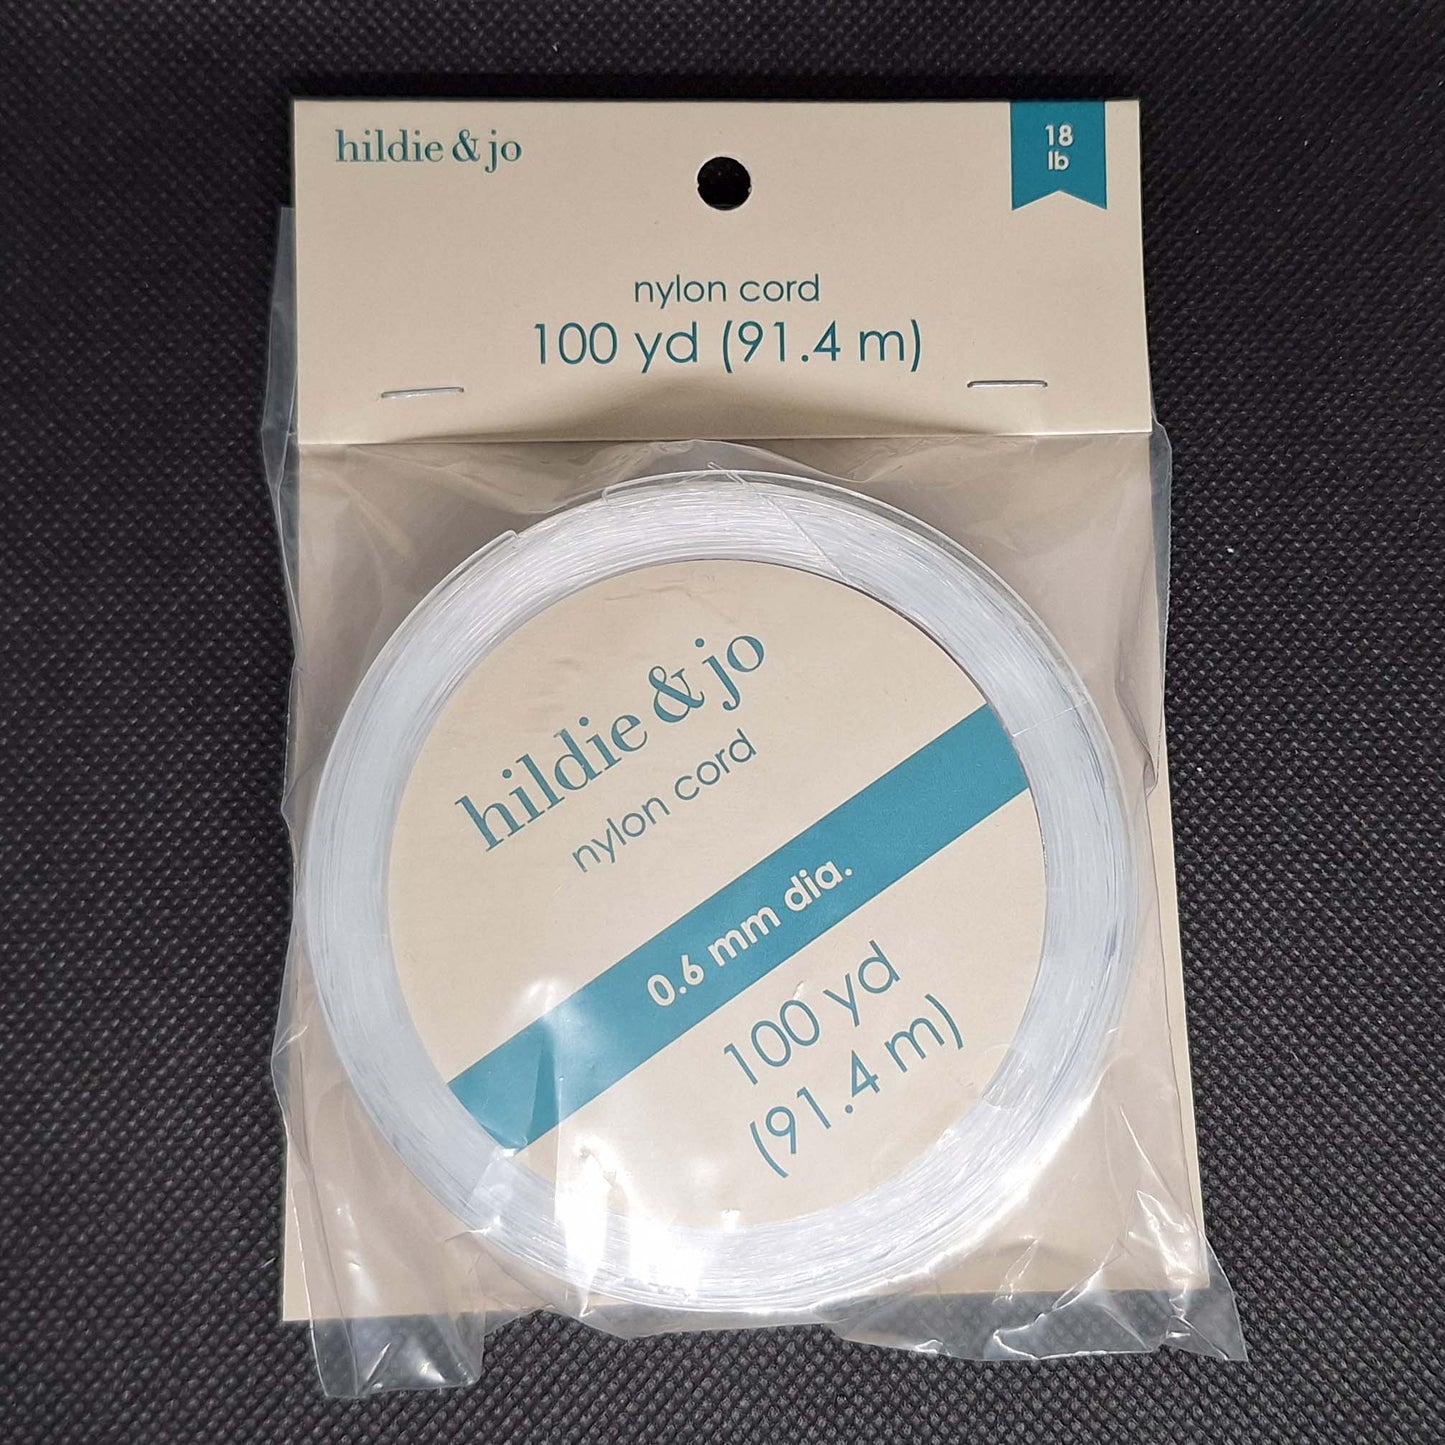 hildie & jo
18
lb
nylon cord
100 yd (91.4 m)
hildie & jo
nylon cord
0.6 mm dia.
100 yd
(91.4 m)